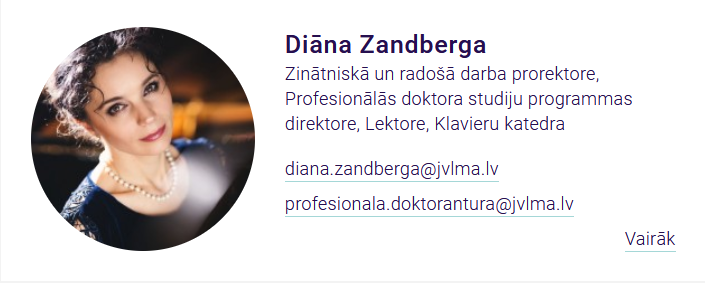 Diāna Zandberga
Zinātniskā un radošā darba prorektore,
Profesionālās doktora studiju programmas
direktore, Lektore, Klavieru katedra
diana.zandberga@jvlma.lv
profesionala.doktorantura@jvlma.lv
Vairāk